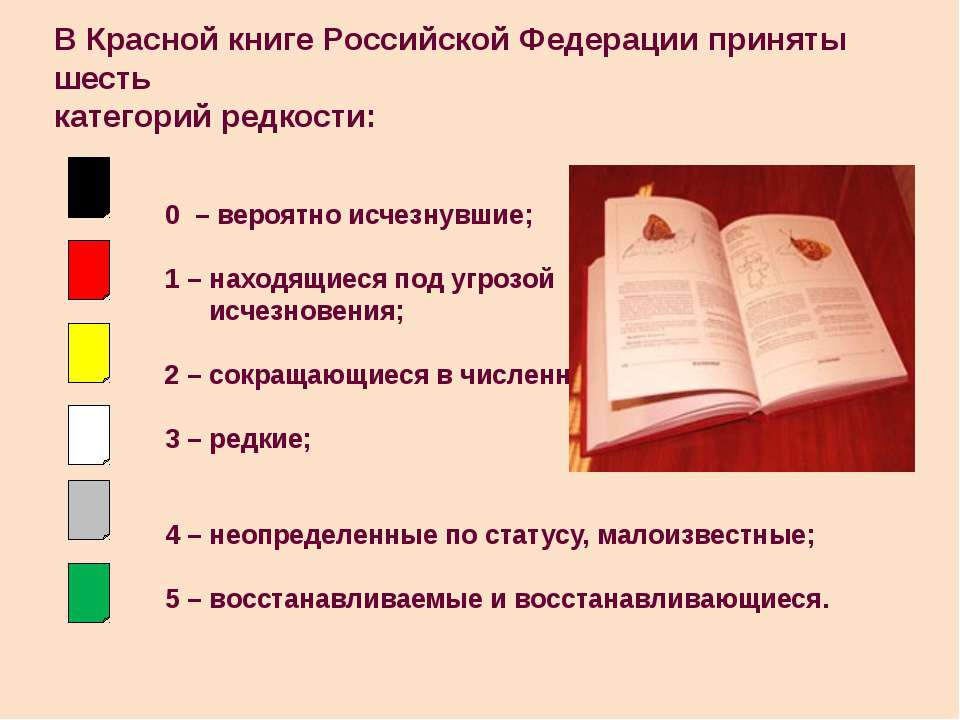 В Красной книге Российской Федерации приняты
шесть
категорий редкости:
0 – вероятно исчезнувшие;
1 – находящиеся под угрозой
исчезновения;
2 – сокращающиеся в численн
3 – редкие;
4 – неопределенные по статусу, малоизвестные;
5 – восстанавливаемые и восстанавливающиеся.